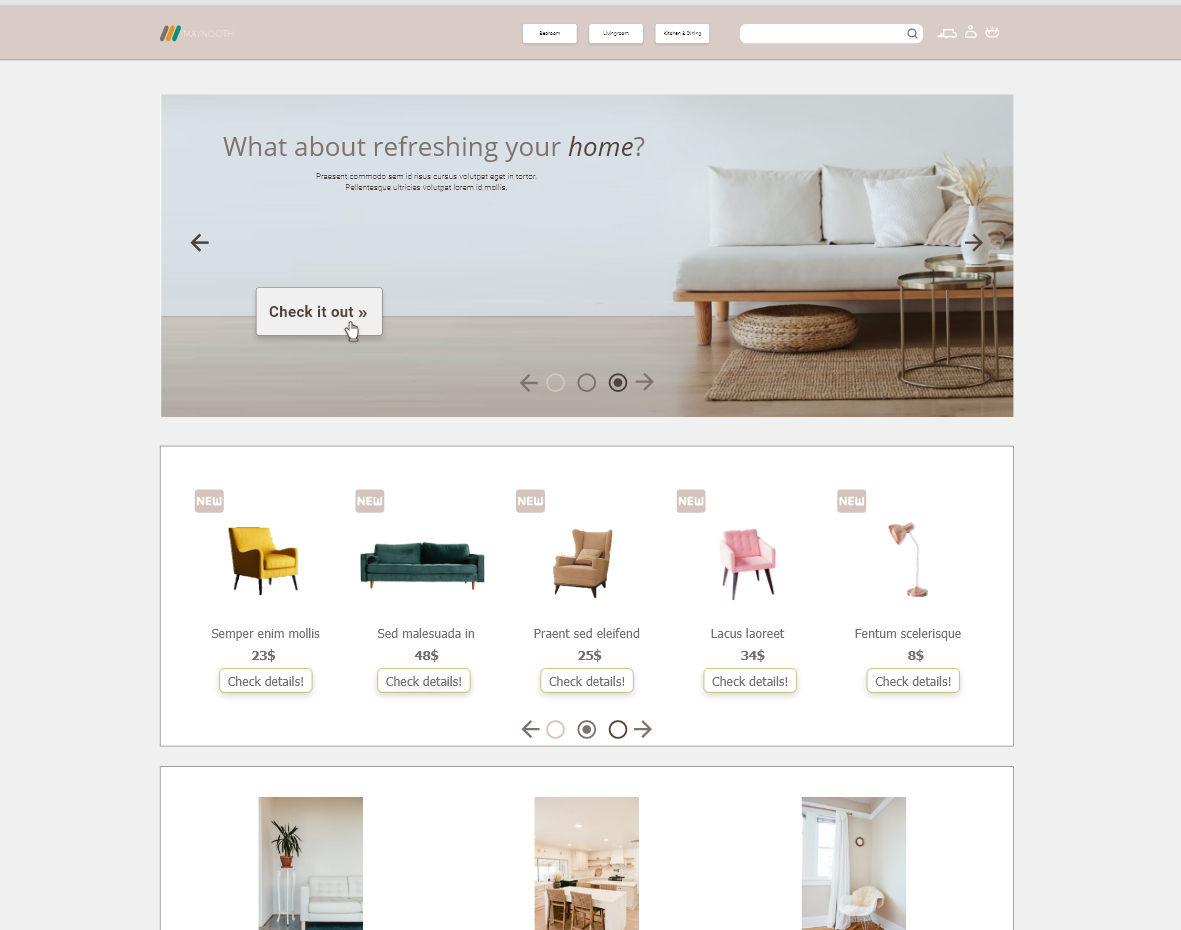 MAYNOOTH
Bedroom
Livingroom
Kitchen & Dining
What about refreshing your home?
Praesent commodo sem id risus cursus volutpat eget in tortor.
Pellentesque ultricies volutpat lorem id mollis.
Check it out »
NEW NEW NEW NEW NEW
Semper enim mollis Sed malesuada in Praent sed eleifend Lacus laoreet Fentum scelerisque
23$ 48$ 25$ 34$ 8$
Check details! Check details! Check details! Check details! Check details!